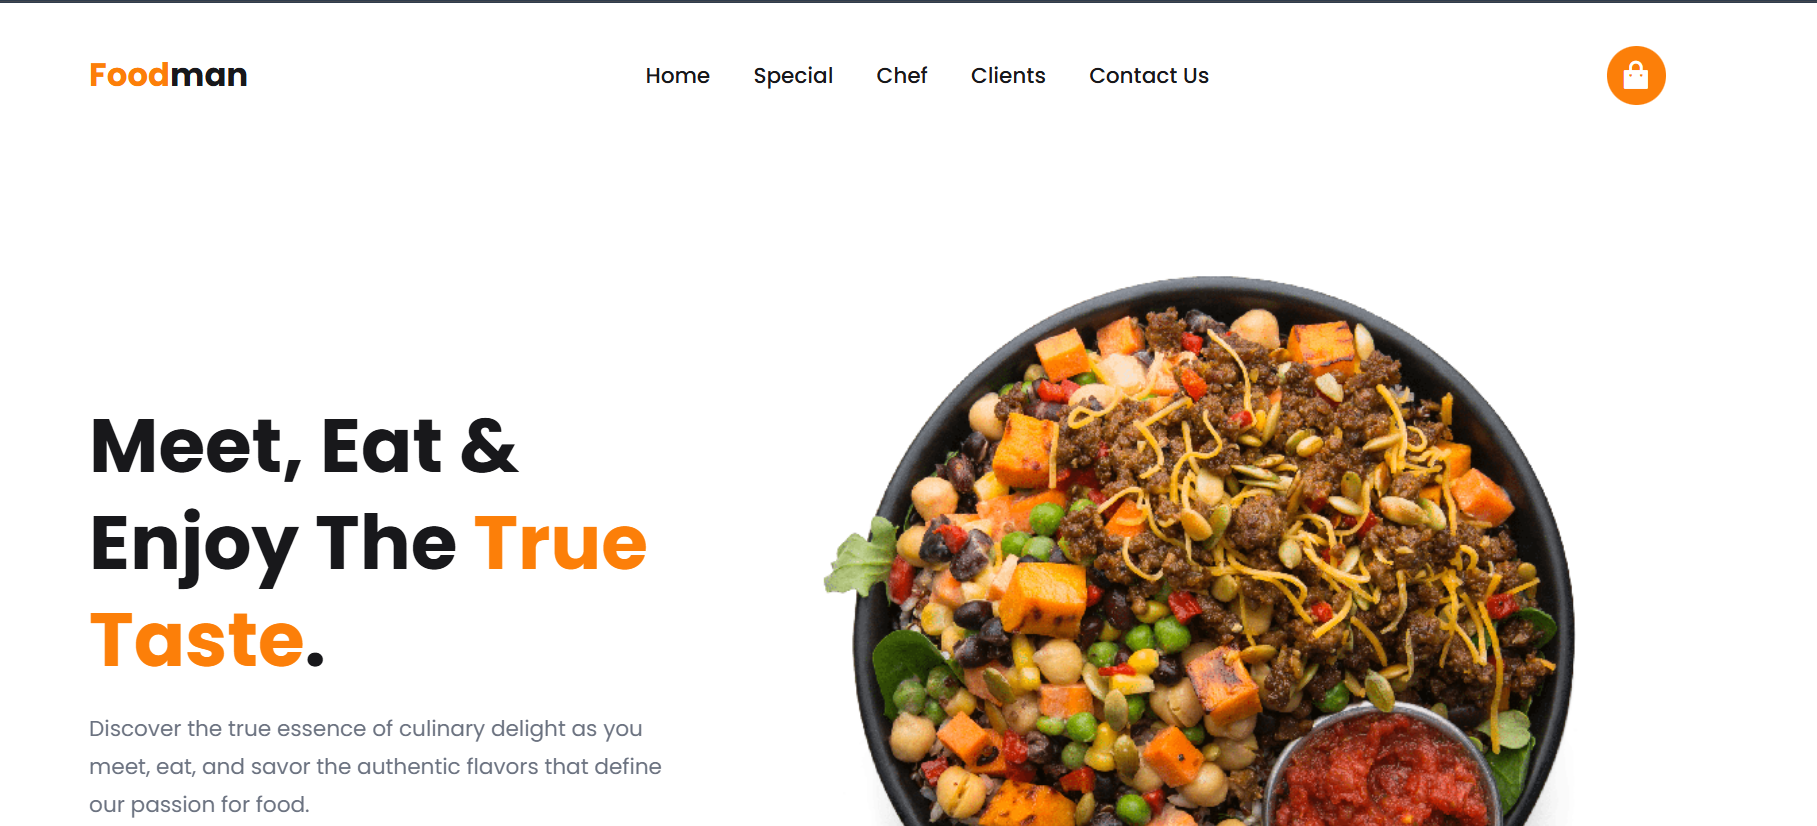 Foodman
Home Special Chef Clients Contact Us
Meet, Eat &
Enjoy The True
Taste.
Discover the true essence of culinary delight as you
meet, eat, and savor the authentic flavors that define
our passion for food.